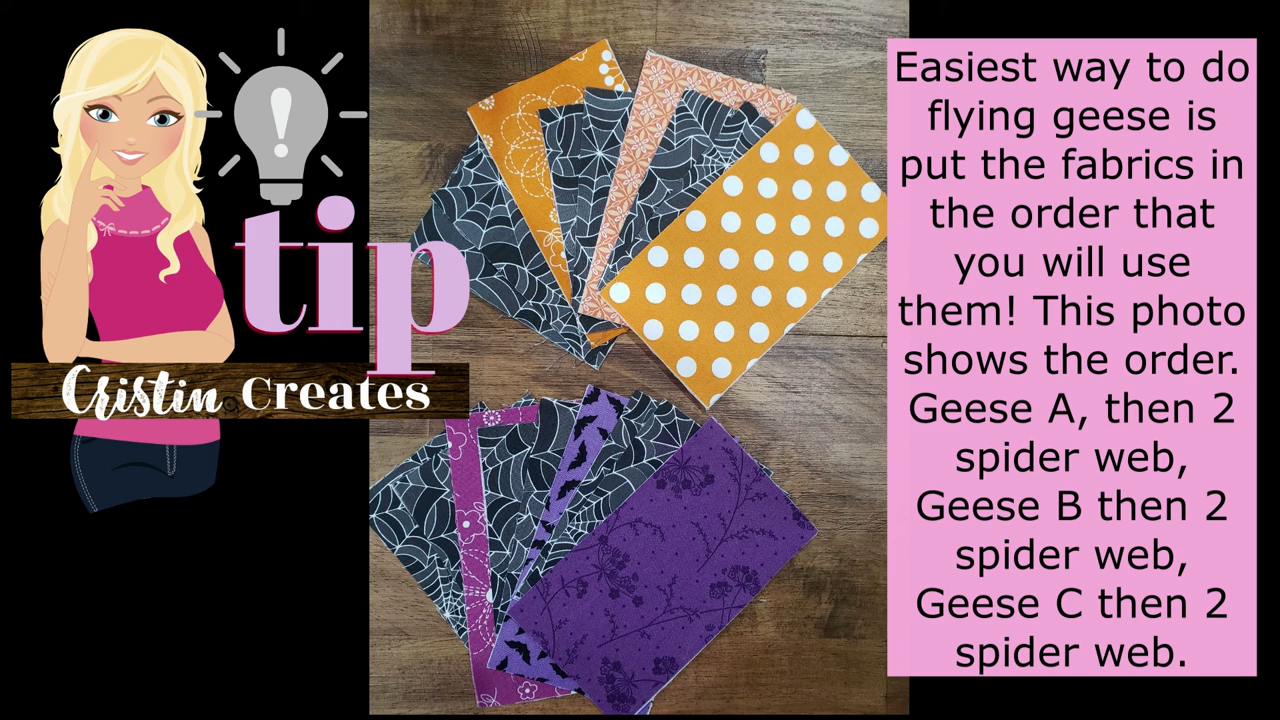 tip
Cristin Creates
Easiest way to do
flying geese is
put the fabrics in
the order that
you will use
them! This photo
shows the order.
Geese A, then 2
spider web,
Geese B then 2
spider web,
Geese C then 2
spider web.